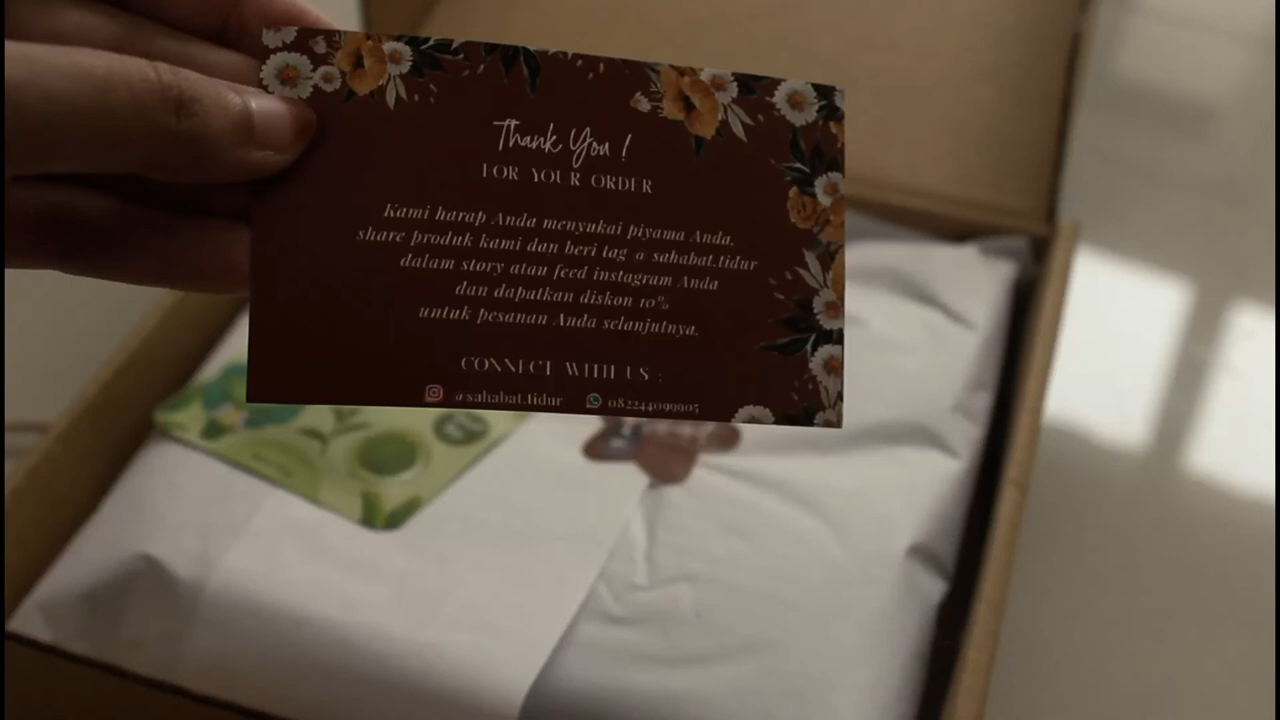 Thank You !
FOR YOUR ORDER
Kami harap Anda menyukai piyama Anda,
share produk kami dan beri tag @ sahabat.tidur
dalam story atau feed instagram Anda
dan dapatkan diskon 10%
untuk pesanan Anda selanjutnya.
CONNECT WITH US :
@sahabat.tidur 082244099905